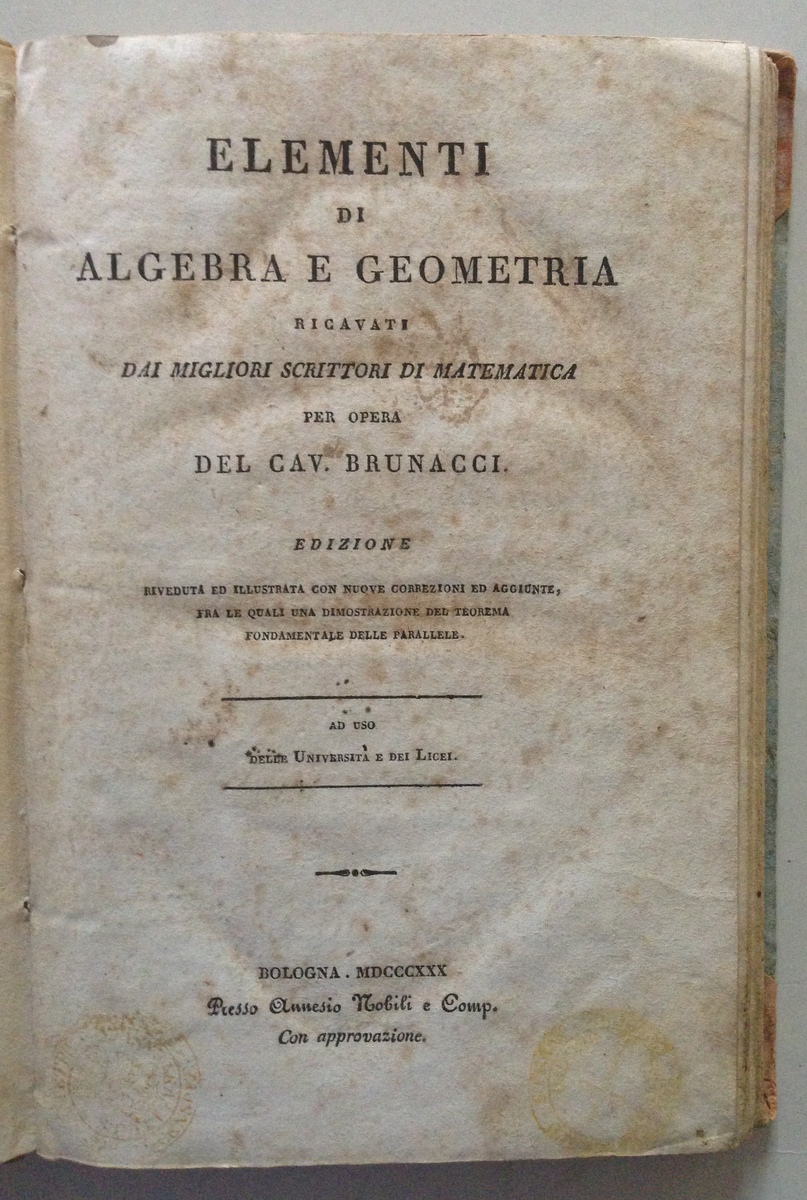 ELEMENTI
DI
ALGEBRA E GEOMETRIA
RICAVATI
DAI MIGLIORI SCRITTORI DI MATEMATICA
PER OPERA
DEL CAV. BRUNACCI.
EDIZIONE
RIVEDUTA ED ILLUSTRATA CON NUOVE CORREZIONI ED AGGIUNTE,
FRA LE QUALI UNA DIMOSTRAZIONE DEL TEOREMA
FONDAMENTALE DELLE PARALLELE.
AD USO
DELLE UNIVERSITÀ E DEI LICEI.
BOLOGNA . MDCCCXXX
Presso Annesio Nobili e Comp.
Con approvazione.